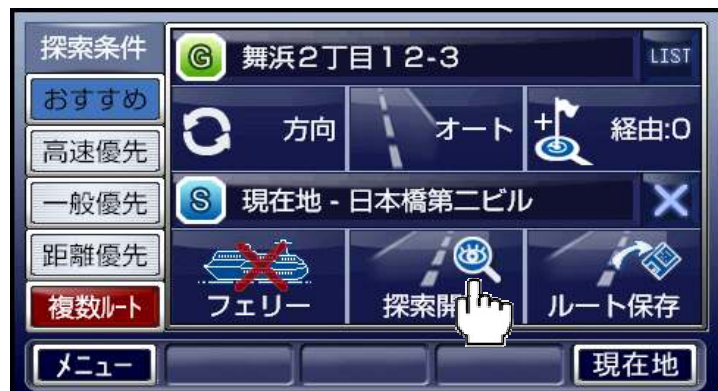 探索条件
G 舞浜2丁目12-3 LIST
おすすめ
方向 オート + 経由:0
高速優先
一般優先
S 現在地 - 日本橋第二ビル
距離優先
複数ルート
フェリー 探索開 ルート保存
メニュー 現在地